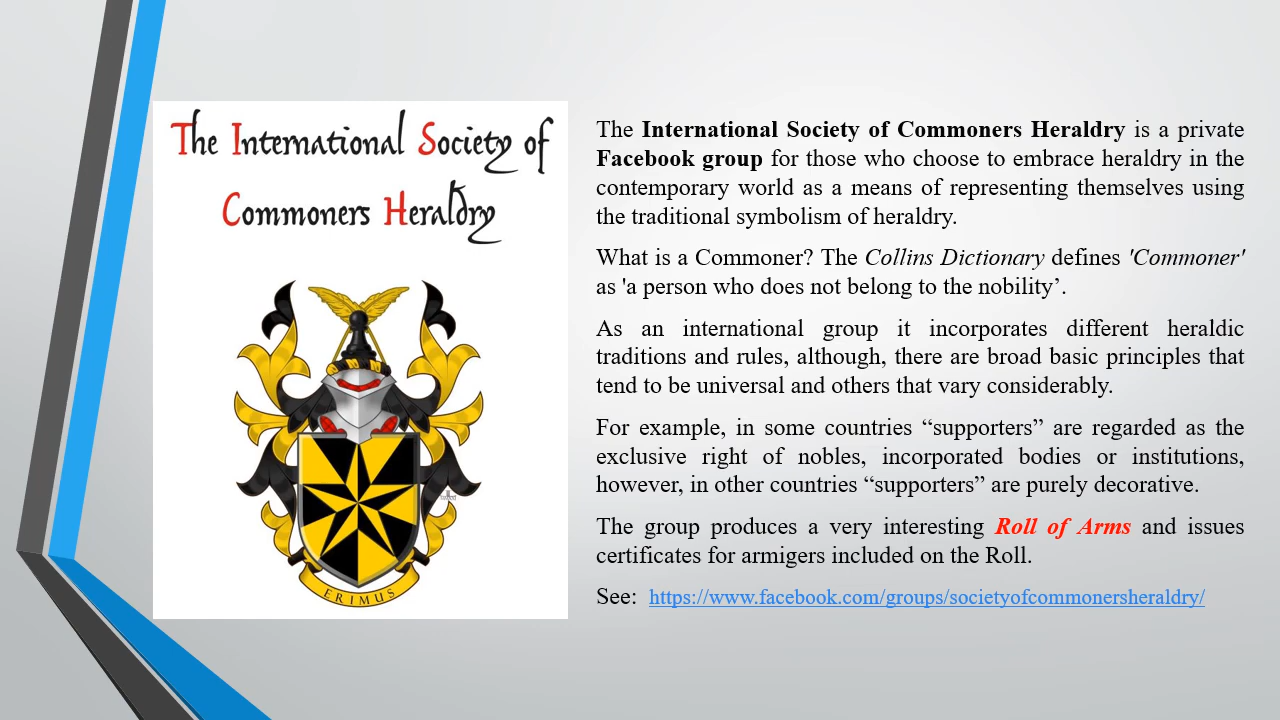 The International Society of
Commoners Heraldry
ERIMUS
The International Society of Commoners Heraldry is a private
Facebook group for those who choose to embrace heraldry in the
contemporary world as a means of representing themselves using
the traditional symbolism of heraldry.
What is a Commoner? The Collins Dictionary defines 'Commoner'
as 'a person who does not belong to the nobility’.
As an international group it incorporates different heraldic
traditions and rules, although, there are broad basic principles that
tend to be universal and others that vary considerably.
For example, in some countries “supporters” are regarded as the
exclusive right of nobles, incorporated bodies or institutions,
however, in other countries “supporters” are purely decorative.
The group produces a very interesting Roll of Arms and issues
certificates for armigers included on the Roll.
See: https://www.facebook.com/groups/societyofcommonersheraldry/